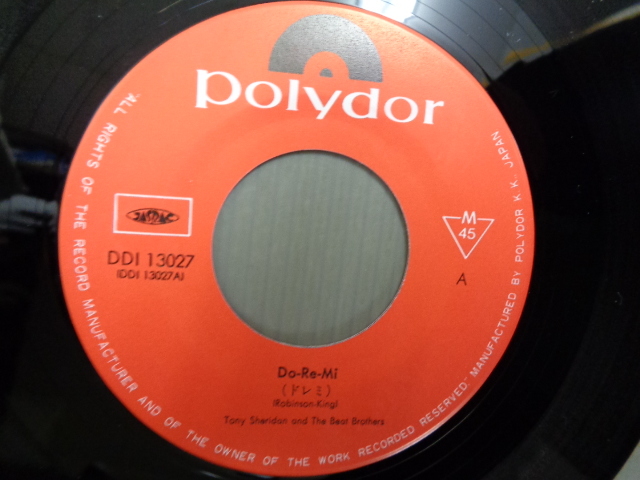 polydor
"ALL RIGHTS OF THE RECORD MANUFACTURER AND OF THE OWNER OF THE WORK RECORDED RESERVED" MANUFACTURED BY POLYDOR K.K. JAPAN
JASRAC
DDI 13027
(DDI 13027A)
M
45
A
Do-Re-Mi
(ドレミ)
(Robinson-King)
Tony Sheridan and The Beat Brothers